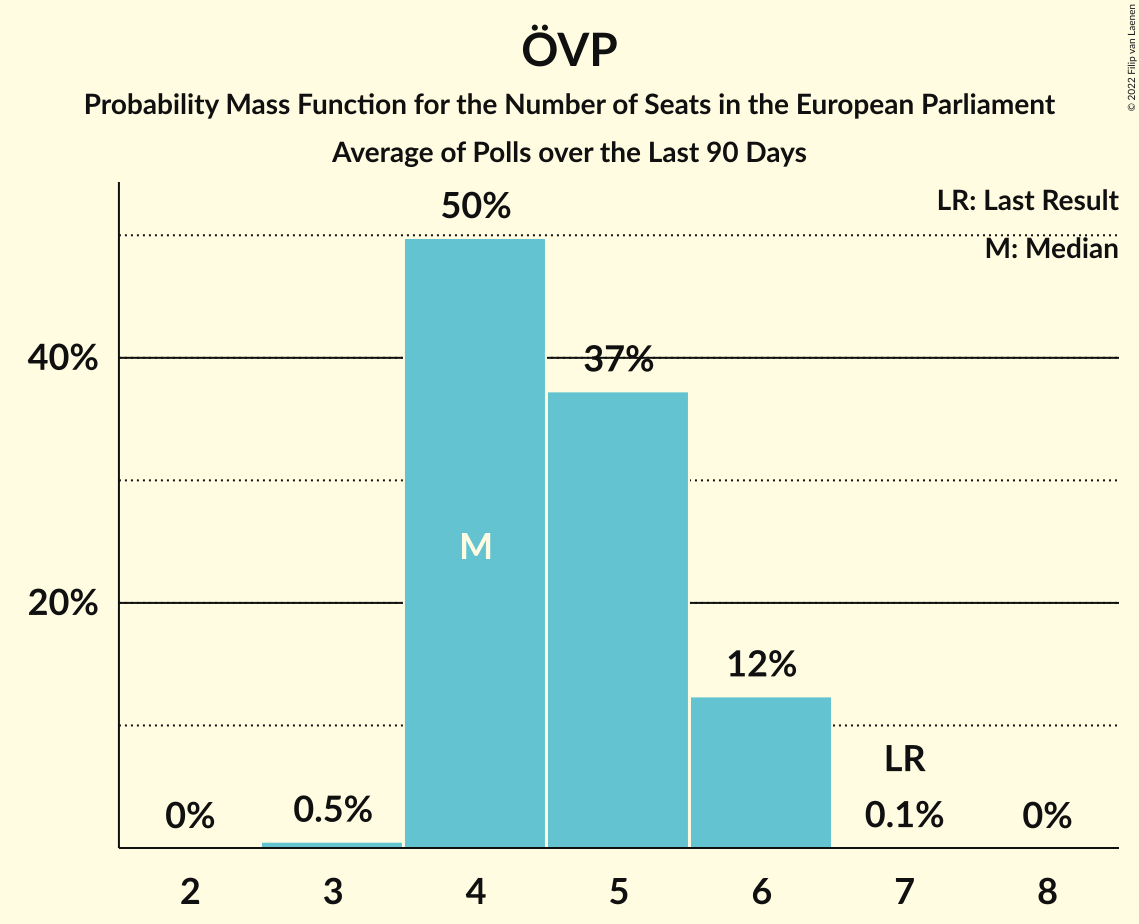 ÖVP
Probability Mass Function for the Number of Seats in the European Parliament
Average of Polls over the Last 90 Days
© 2022 Filip van Laenen
LR: Last Result
M: Median
50%
40%
37%
M
20%
12%
LR
0%
0.5%
0.1%
0%
2 3 4 5 6 7 8